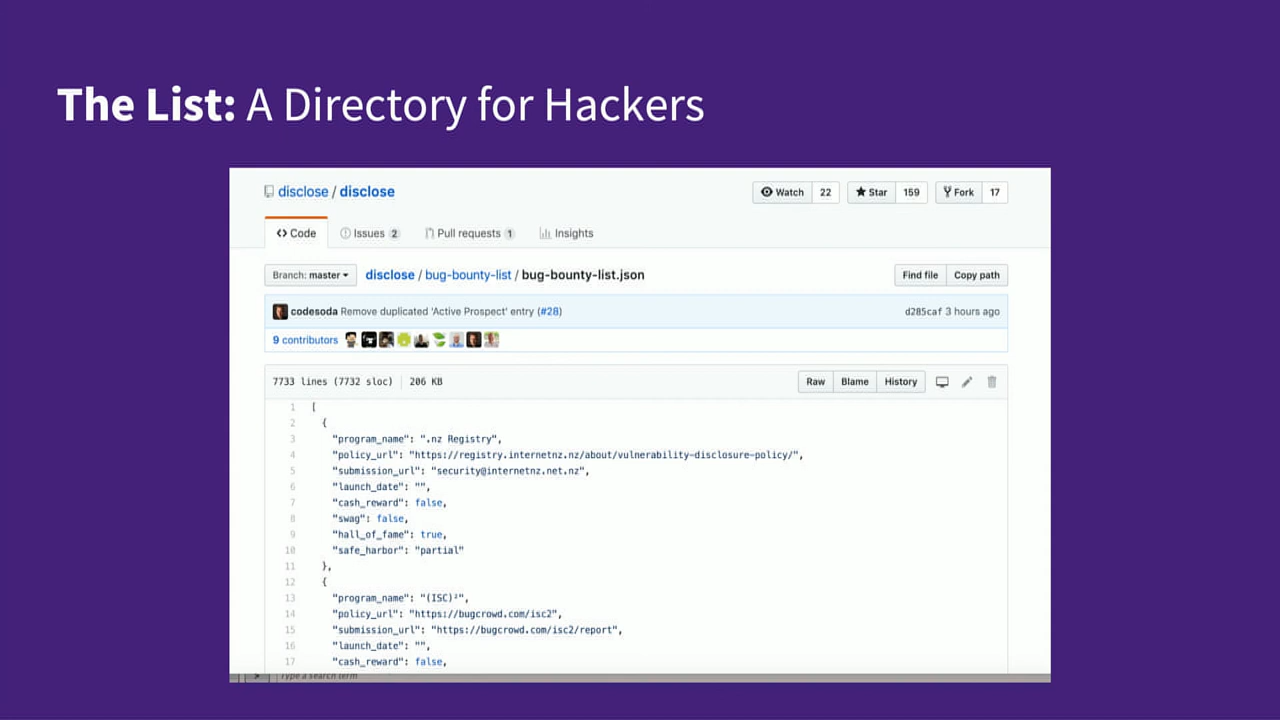 The List: A Directory for Hackers
disclose / disclose
Watch 22 Star 159 Fork 17
Code Issues 2 Pull requests 1 Insights
Branch: master disclose / bug-bounty-list / bug-bounty-list.json Find file Copy path
codesoda Remove duplicated 'Active Prospect' entry (#28) d285caf 3 hours ago
9 contributors
7733 lines (7732 sloc) 206 KB Raw Blame History
1 [
2 {
3 "program_name": ".nz Registry",
4 "policy_url": "https://registry.internetnz.nz/about/vulnerability-disclosure-policy/",
5 "submission_url": "security@internetnz.net.nz",
6 "launch_date": "",
7 "cash_reward": false,
8 "swag": false,
9 "hall_of_fame": true,
10 "safe_harbor": "partial"
11 },
12 {
13 "program_name": "(ISC)²",
14 "policy_url": "https://bugcrowd.com/isc2",
15 "submission_url": "https://bugcrowd.com/isc2/report",
16 "launch_date": "",
17 "cash_reward": false,
> Type a search term